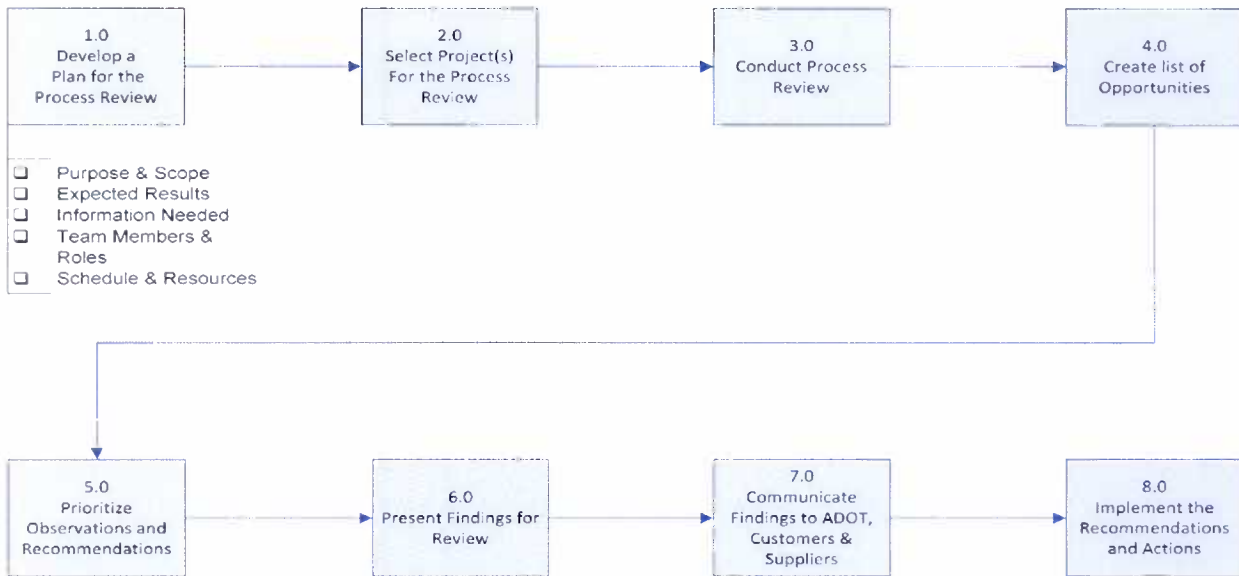 1.0
Develop a
Plan for the
Process Review
2.0
Select Project(s)
For the Process
Review
3.0
Conduct Process
Review
4.0
Create list of
Opportunities
❑ Purpose & Scope
❑ Expected Results
❑ Information Needed
❑ Team Members &
Roles
❑ Schedule & Resources
5.0
Prioritize
Observations and
Recommendations
6.0
Present Findings for
Review
7.0
Communicate
Findings to ADOT,
Customers &
Suppliers
8.0
Implement the
Recommendations
and Actions